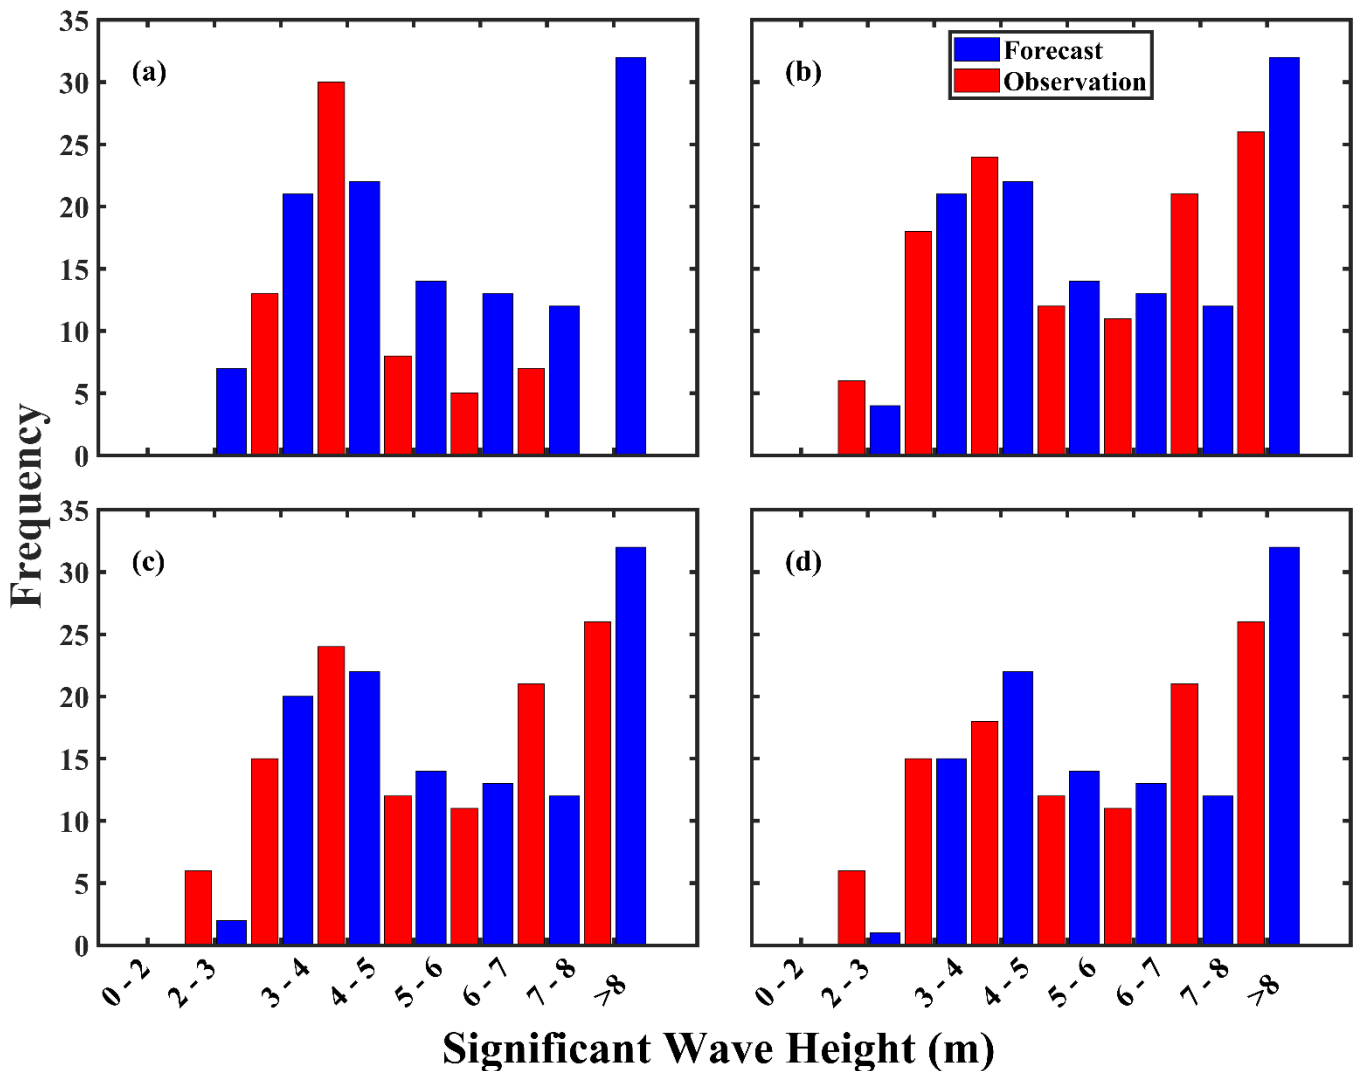 35
30
25
20
15
10
5
0
(a)
(b)
Forecast
Observation
Frequency
35
30
25
20
15
10
5
0
(c)
(d)
0 - 2
2 - 3
3 - 4
4 - 5
5 - 6
6 - 7
7 - 8
>8
0 - 2
2 - 3
3 - 4
4 - 5
5 - 6
6 - 7
7 - 8
>8
Significant Wave Height (m)